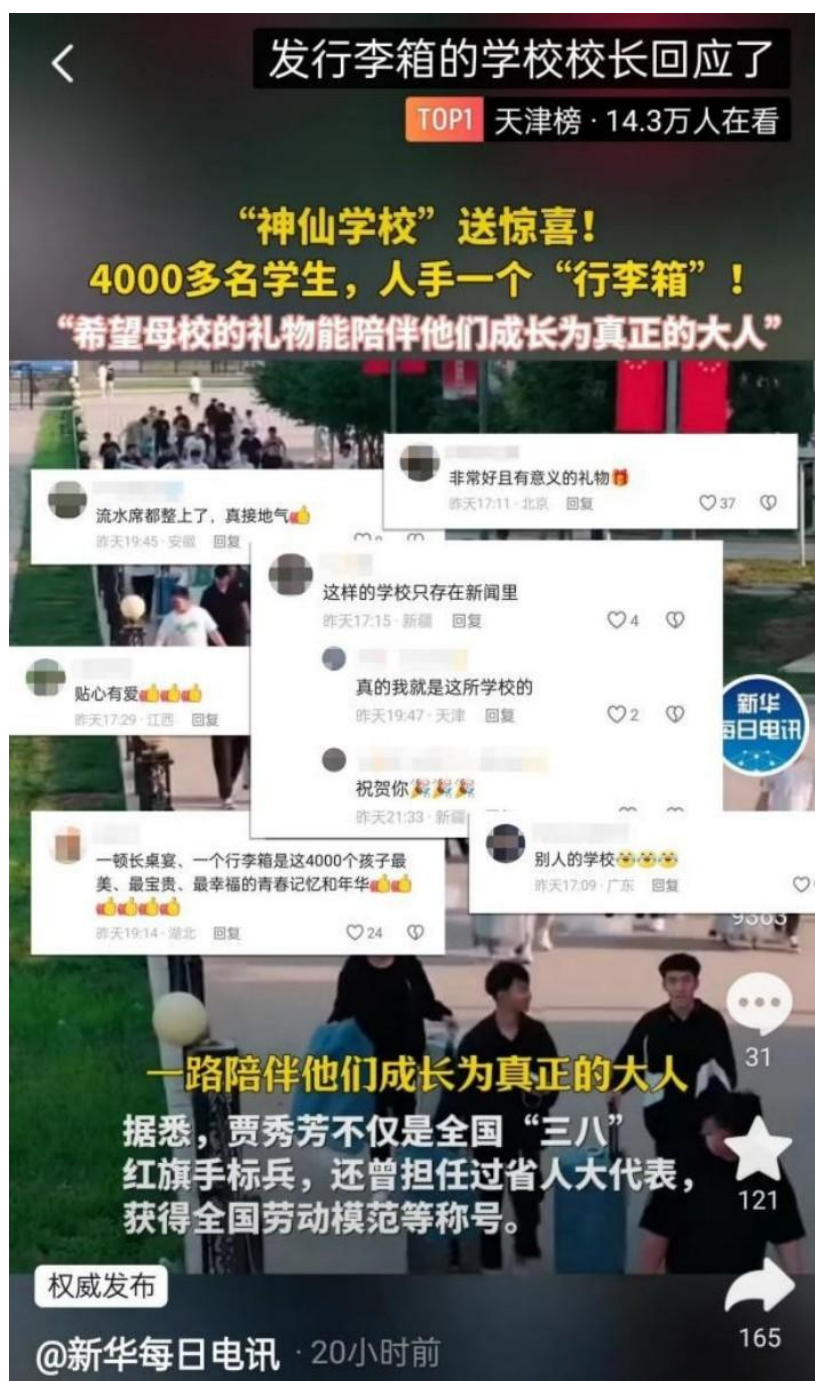 发行李箱的学校校长回应了
TOP1 天津榜 · 14.3万人在看
“神仙学校”送惊喜！
4000多名学生，人手一个“行李箱”！
“希望母校的礼物能陪伴他们成长为真正的大人”
非常好且有意义的礼物🎁
昨天17:11 · 北京 回复 37
流水席都整上了，真接地气👍
昨天19:45 · 安徽 回复
这样的学校只存在新闻里
昨天17:15 · 新疆 回复 4
真的我就是这所学校的
昨天19:47 · 天津 回复 2
祝贺你🎉🎉🎉
昨天21:33 · 新疆
贴心有爱👍👍👍
昨天17:29 · 江西 回复
新华
每日电讯
一顿长桌宴、一个行李箱是这4000个孩子最
美、最宝贵、最幸福的青春记忆和年华👍👍
👍👍👍👍
昨天19:14 · 湖北 回复 24
别人的学校😂😂😂
昨天17:09 · 广东 回复
31
一路陪伴他们成长为真正的大人
据悉，贾秀芳不仅是全国“三八”
红旗手标兵，还曾担任过省人大代表，
获得全国劳动模范等称号。
121
权威发布
@新华每日电讯 · 20小时前
165